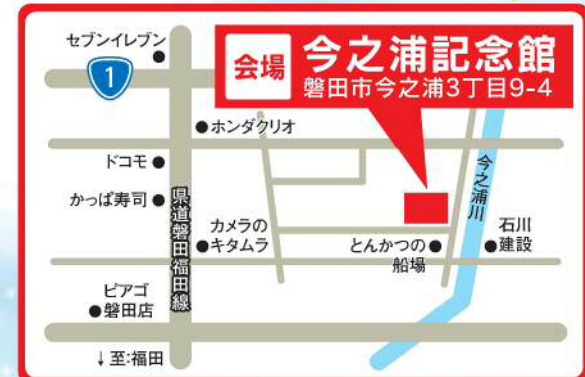 セブンイレブン
1
会場
今之浦記念館
磐田市今之浦3丁目9-4
ホンダクリオ
ドコモ
かっぱ寿司
県道磐田福田線
カメラの
キタムラ
とんかつの
船場
今之浦川
石川
建設
ピアゴ
磐田店
↓至:福田